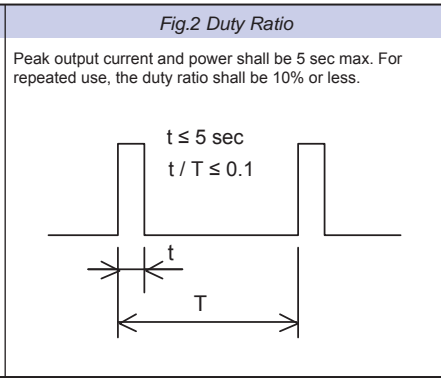 Fig.2 Duty Ratio
Peak output current and power shall be 5 sec max. For
repeated use, the duty ratio shall be 10% or less.
t ≤ 5 sec
t / T ≤ 0.1
t
T